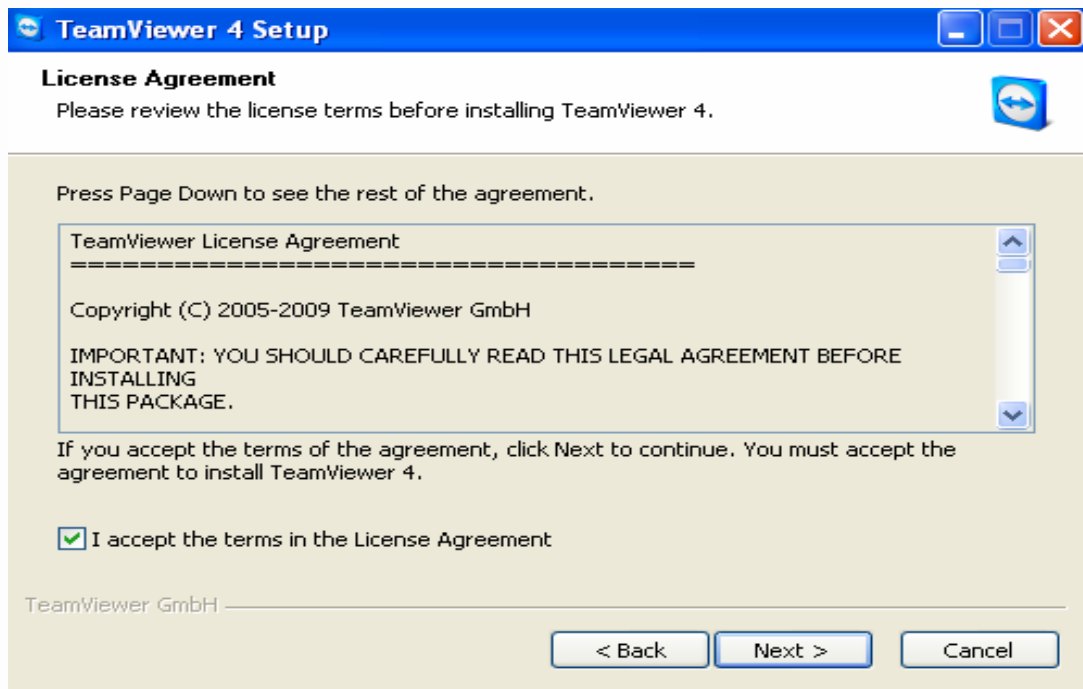 TeamViewer 4 Setup
License Agreement
Please review the license terms before installing TeamViewer 4.
Press Page Down to see the rest of the agreement.
TeamViewer License Agreement
====================================
Copyright (C) 2005-2009 TeamViewer GmbH
IMPORTANT: YOU SHOULD CAREFULLY READ THIS LEGAL AGREEMENT BEFORE
INSTALLING
THIS PACKAGE.
If you accept the terms of the agreement, click Next to continue. You must accept the
agreement to install TeamViewer 4.
I accept the terms in the License Agreement
TeamViewer GmbH
< Back Next > Cancel